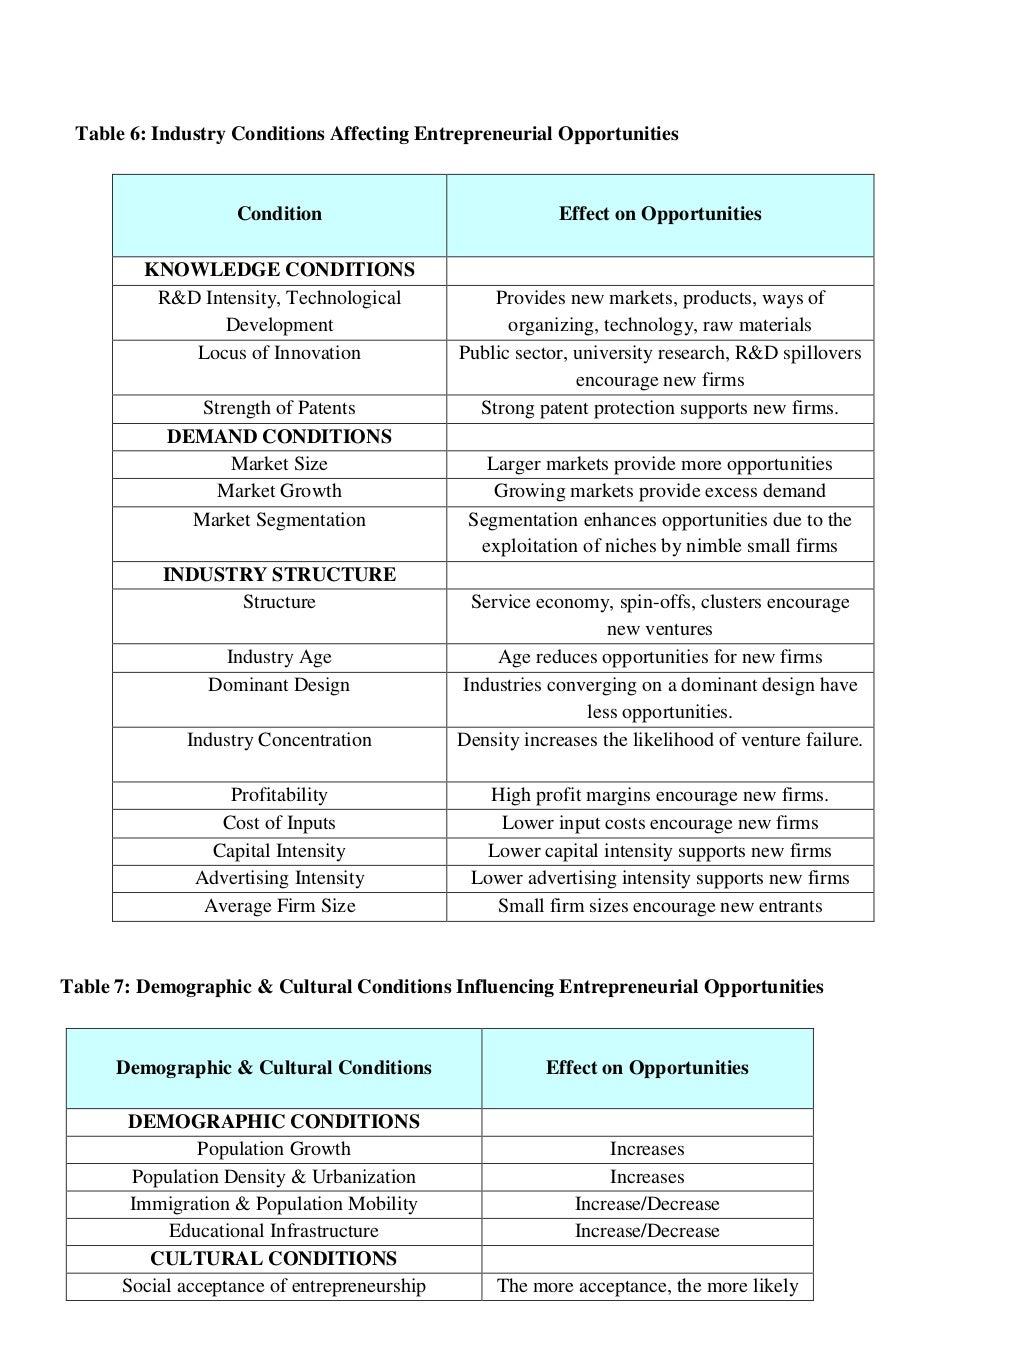 Table 6: Industry Conditions Affecting Entrepreneurial Opportunities
Condition
Effect on Opportunities
KNOWLEDGE CONDITIONS
R&D Intensity, Technological
Development
Provides new markets, products, ways of
organizing, technology, raw materials
Locus of Innovation
Public sector, university research, R&D spillovers
encourage new firms
Strength of Patents
Strong patent protection supports new firms.
DEMAND CONDITIONS
Market Size
Larger markets provide more opportunities
Market Growth
Growing markets provide excess demand
Market Segmentation
Segmentation enhances opportunities due to the
exploitation of niches by nimble small firms
INDUSTRY STRUCTURE
Structure
Service economy, spin-offs, clusters encourage
new ventures
Industry Age
Age reduces opportunities for new firms
Dominant Design
Industries converging on a dominant design have
less opportunities.
Industry Concentration
Density increases the likelihood of venture failure.
Profitability
High profit margins encourage new firms.
Cost of Inputs
Lower input costs encourage new firms
Capital Intensity
Lower capital intensity supports new firms
Advertising Intensity
Lower advertising intensity supports new firms
Average Firm Size
Small firm sizes encourage new entrants
Table 7: Demographic & Cultural Conditions Influencing Entrepreneurial Opportunities
Demographic & Cultural Conditions
Effect on Opportunities
DEMOGRAPHIC CONDITIONS
Population Growth
Increases
Population Density & Urbanization
Increases
Immigration & Population Mobility
Increase/Decrease
Educational Infrastructure
Increase/Decrease
CULTURAL CONDITIONS
Social acceptance of entrepreneurship
The more acceptance, the more likely